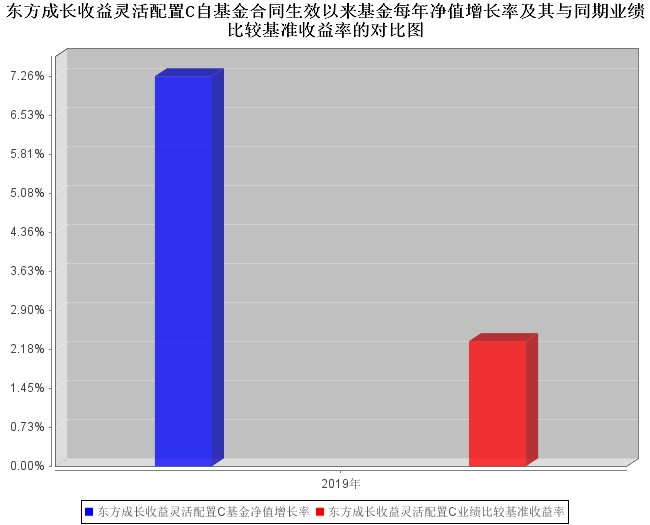 东方成长收益灵活配置C自基金合同生效以来基金每年净值增长率及其与同期业绩
比较基准收益率的对比图
7.26%
6.53%
5.81%
5.08%
4.36%
3.63%
2.90%
2.18%
1.45%
0.73%
0.00%
2019年
东方成长收益灵活配置C基金净值增长率 东方成长收益灵活配置C业绩比较基准收益率